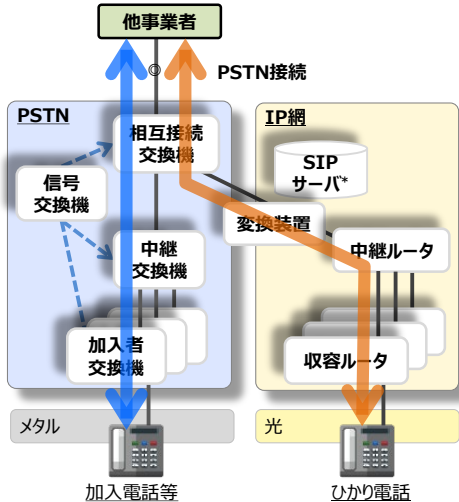 他事業者
◎
PSTN接続
PSTN
相互接続
交換機
信号
交換機
中継
交換機
加入者
交換機
IP網
SIP
サーバ*
変換装置
中継ルータ
収容ルータ
メタル
光
加入電話等
ひかり電話